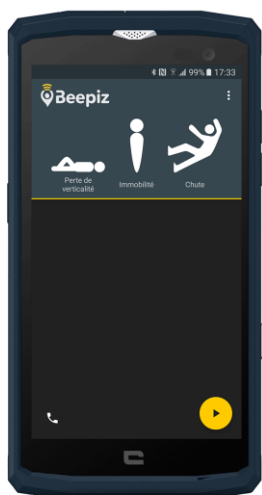 99% 17:33
Beepiz
Perte de
verticalité
Immobilité
Chute